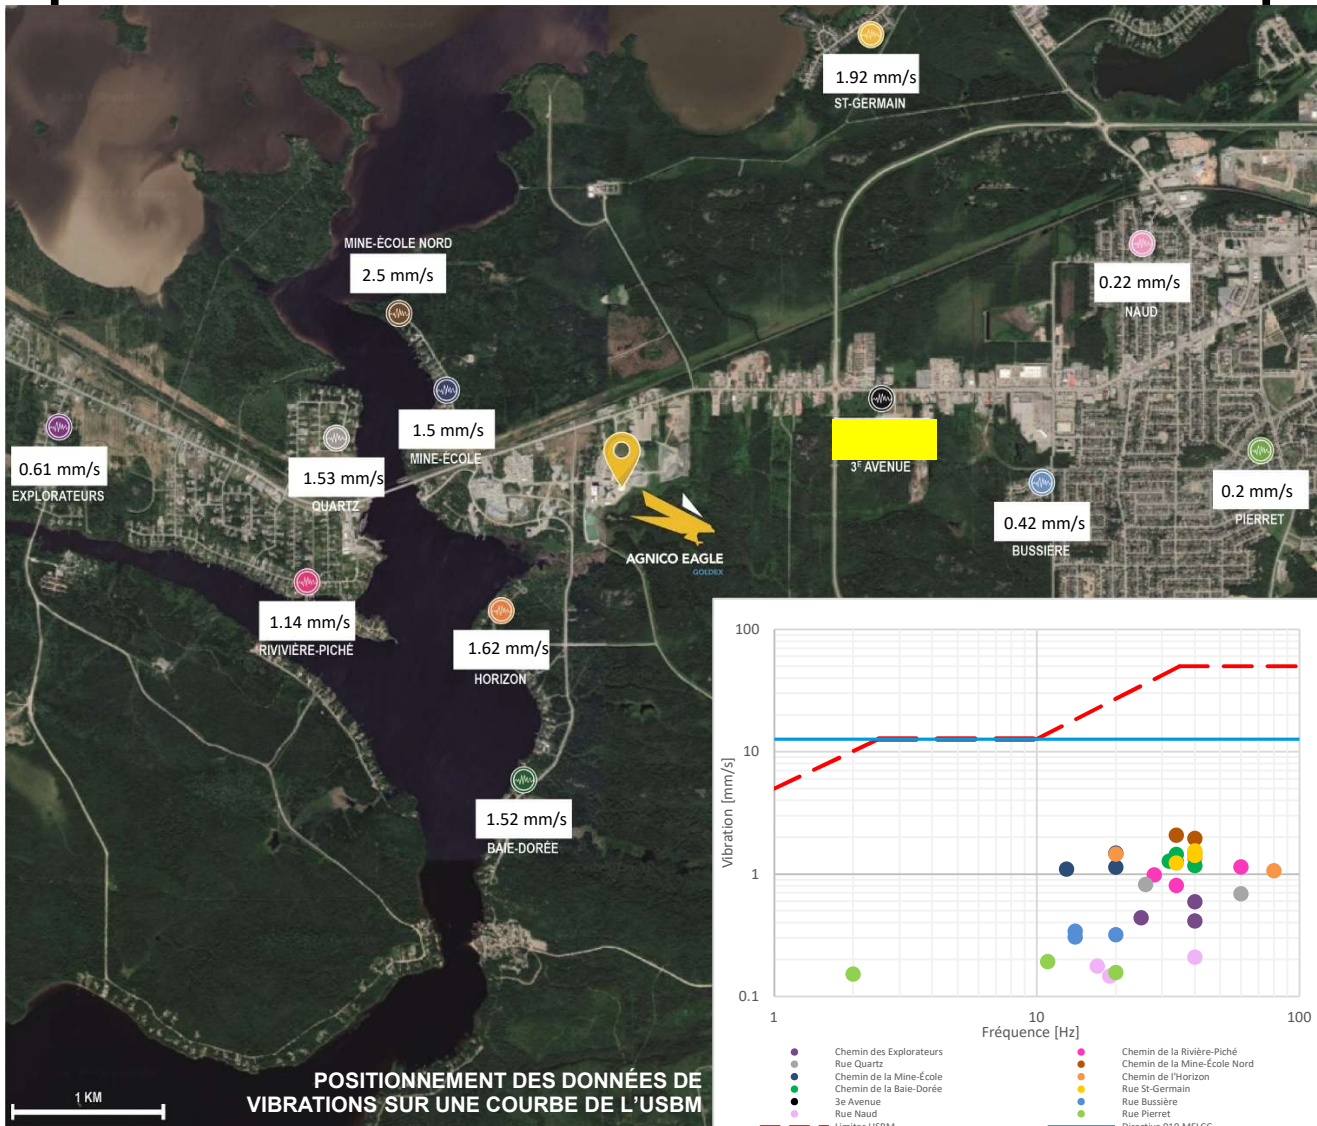 1.92 mm/s
ST-GERMAIN
MINE-ÉCOLE NORD
2.5 mm/s
0.22 mm/s
NAUD
1.5 mm/s
MINE-ÉCOLE
0.61 mm/s
EXPLORATEURS
1.53 mm/s
QUARTZ
3E AVENUE
0.2 mm/s
PIERRET
0.42 mm/s
BUSSIÈRE
AGNICO EAGLE
GOLDEX
1.14 mm/s
RIVIVIÈRE-PICHÉ
1.62 mm/s
HORIZON
1.52 mm/s
BAIE-DORÉE
1 KM
POSITIONNEMENT DES DONNÉES DE
VIBRATIONS SUR UNE COURBE DE L'USBM
100
10
1
0.1
Vibration [mm/s]
1
10
100
Fréquence [Hz]
Chemin des Explorateurs
Chemin de la Rivière-Piché
Rue Quartz
Chemin de la Mine-École Nord
Chemin de la Mine-École
Chemin de l'Horizon
Chemin de la Baie-Dorée
Rue St-Germain
3e Avenue
Rue Bussière
Rue Naud
Rue Pierret
Limites USBM
Directive 019 MELCC